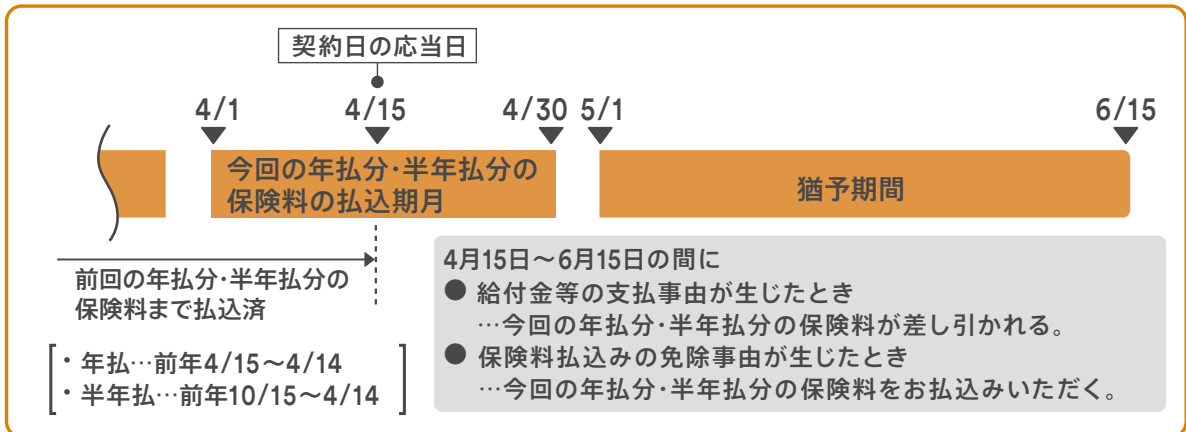 契約日の応当日
4/1 4/15 4/30 5/1 6/15
今回の年払分・半年払分の
保険料の払込期月
猶予期間
前回の年払分・半年払分の
保険料まで払込済
・年払…前年4/15～4/14
・半年払…前年10/15～4/14
4月15日～6月15日の間に
● 給付金等の支払事由が生じたとき
…今回の年払分・半年払分の保険料が差し引かれる。
● 保険料払込みの免除事由が生じたとき
…今回の年払分・半年払分の保険料をお払込みいただく。